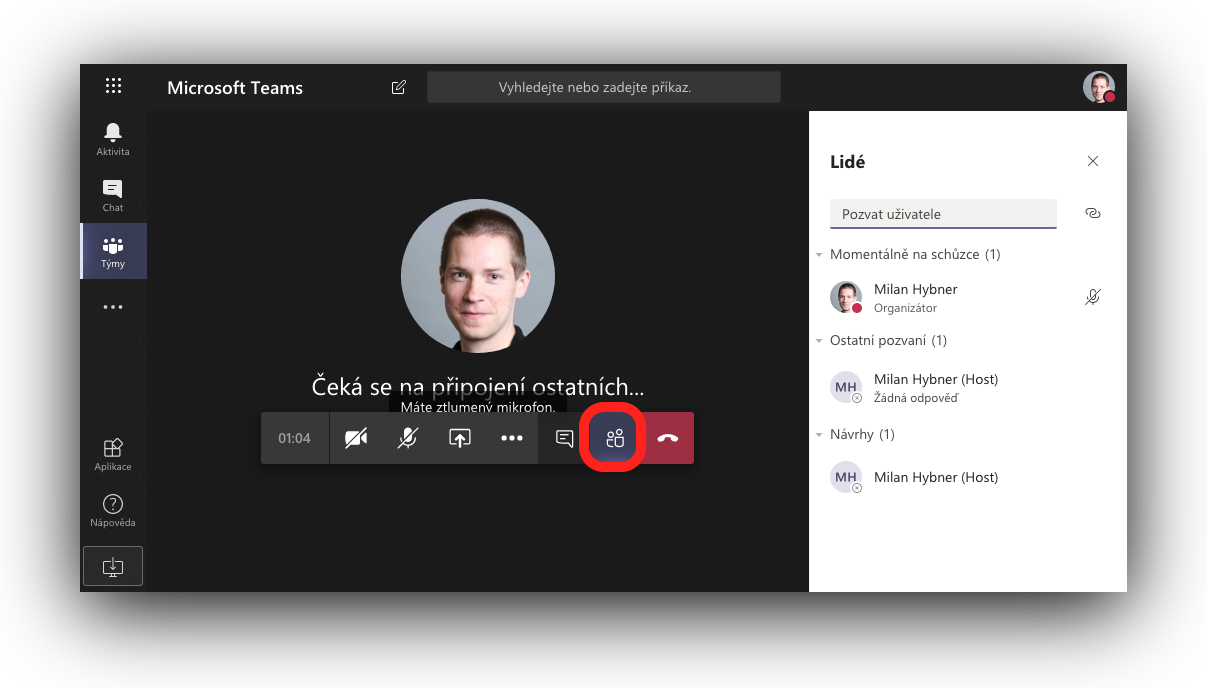 Microsoft Teams
Vyhledejte nebo zadejte příkaz.
Aktivita
Chat
Týmy
Aplikace
Nápověda
Čeká se na připojení ostatních...
Máte ztlumený mikrofon.
01:04
Lidé
Pozvat uživatele
Momentálně na schůzce (1)
Milan Hybner
Organizátor
Ostatní pozvaní (1)
MH
Milan Hybner (Host)
Žádná odpověď
Návrhy (1)
MH
Milan Hybner (Host)